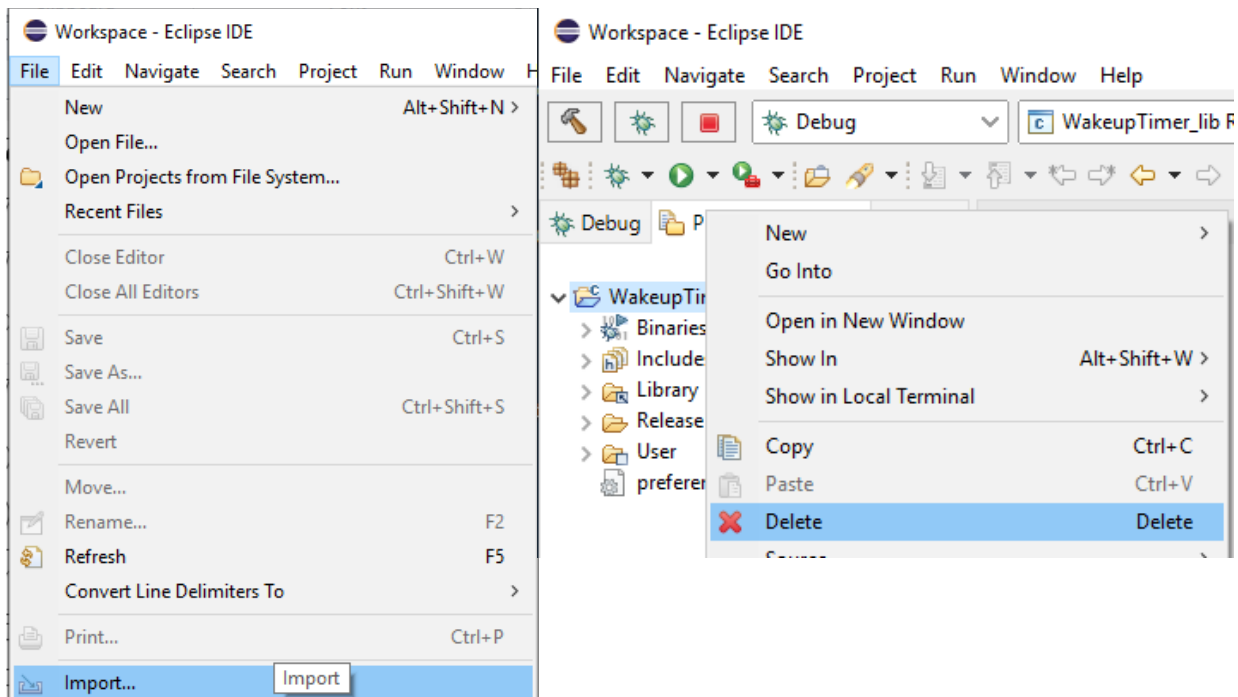 Workspace - Eclipse IDE
File Edit Navigate Search Project Run Window
New Alt+Shift+N >
Open File...
Open Projects from File System...
Recent Files >
Close Editor Ctrl+W
Close All Editors Ctrl+Shift+W
Save Ctrl+S
Save As...
Save All Ctrl+Shift+S
Revert
Move...
Rename... F2
Refresh F5
Convert Line Delimiters To >
Print... Ctrl+P
Import... Import
Workspace - Eclipse IDE
File Edit Navigate Search Project Run Window Help
Debug WakeupTimer_lib R
Debug P
WakeupTi
Binaries
Include
Library
Release
User
prefere
New >
Go Into
Open in New Window
Show In Alt+Shift+W >
Show in Local Terminal >
Copy Ctrl+C
Paste Ctrl+V
Delete Delete